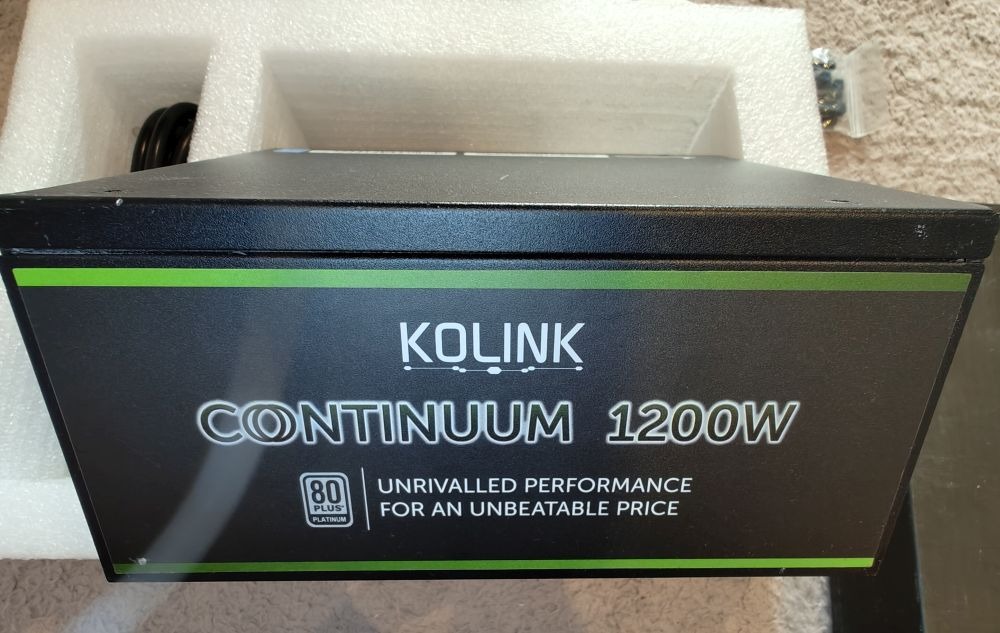 KOLINK
CONTINUUM 1200W
80
PLUS
PLATINUM
UNRIVALLED PERFORMANCE
FOR AN UNBEATABLE PRICE